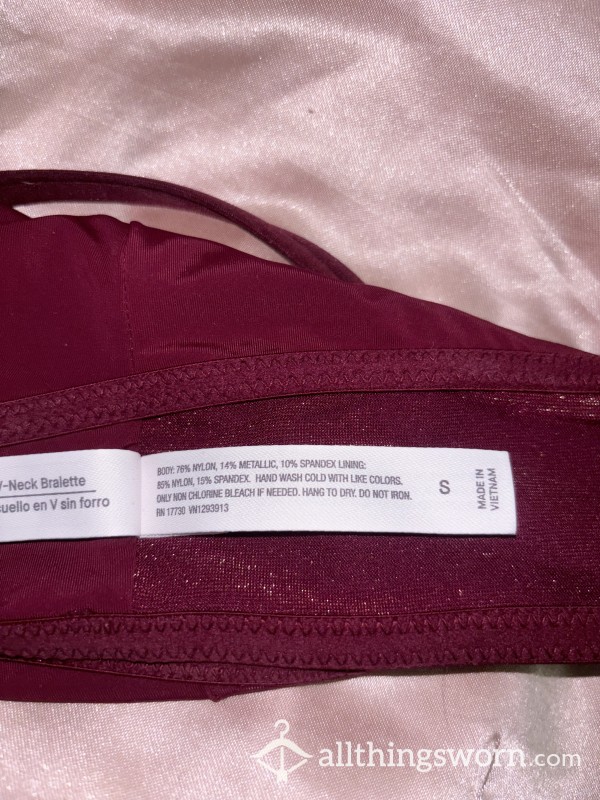 V-Neck Bralette
cuello en V sin forro
BODY: 76% NYLON, 14% METALLIC, 10% SPANDEX LINING:
85% NYLON, 15% SPANDEX. HAND WASH COLD WITH LIKE COLORS.
ONLY NON CHLORINE BLEACH IF NEEDED. HANG TO DRY. DO NOT IRON.
RN 17730 VN1293913
S
MADE IN
VIETNAM
allthingsworn.com